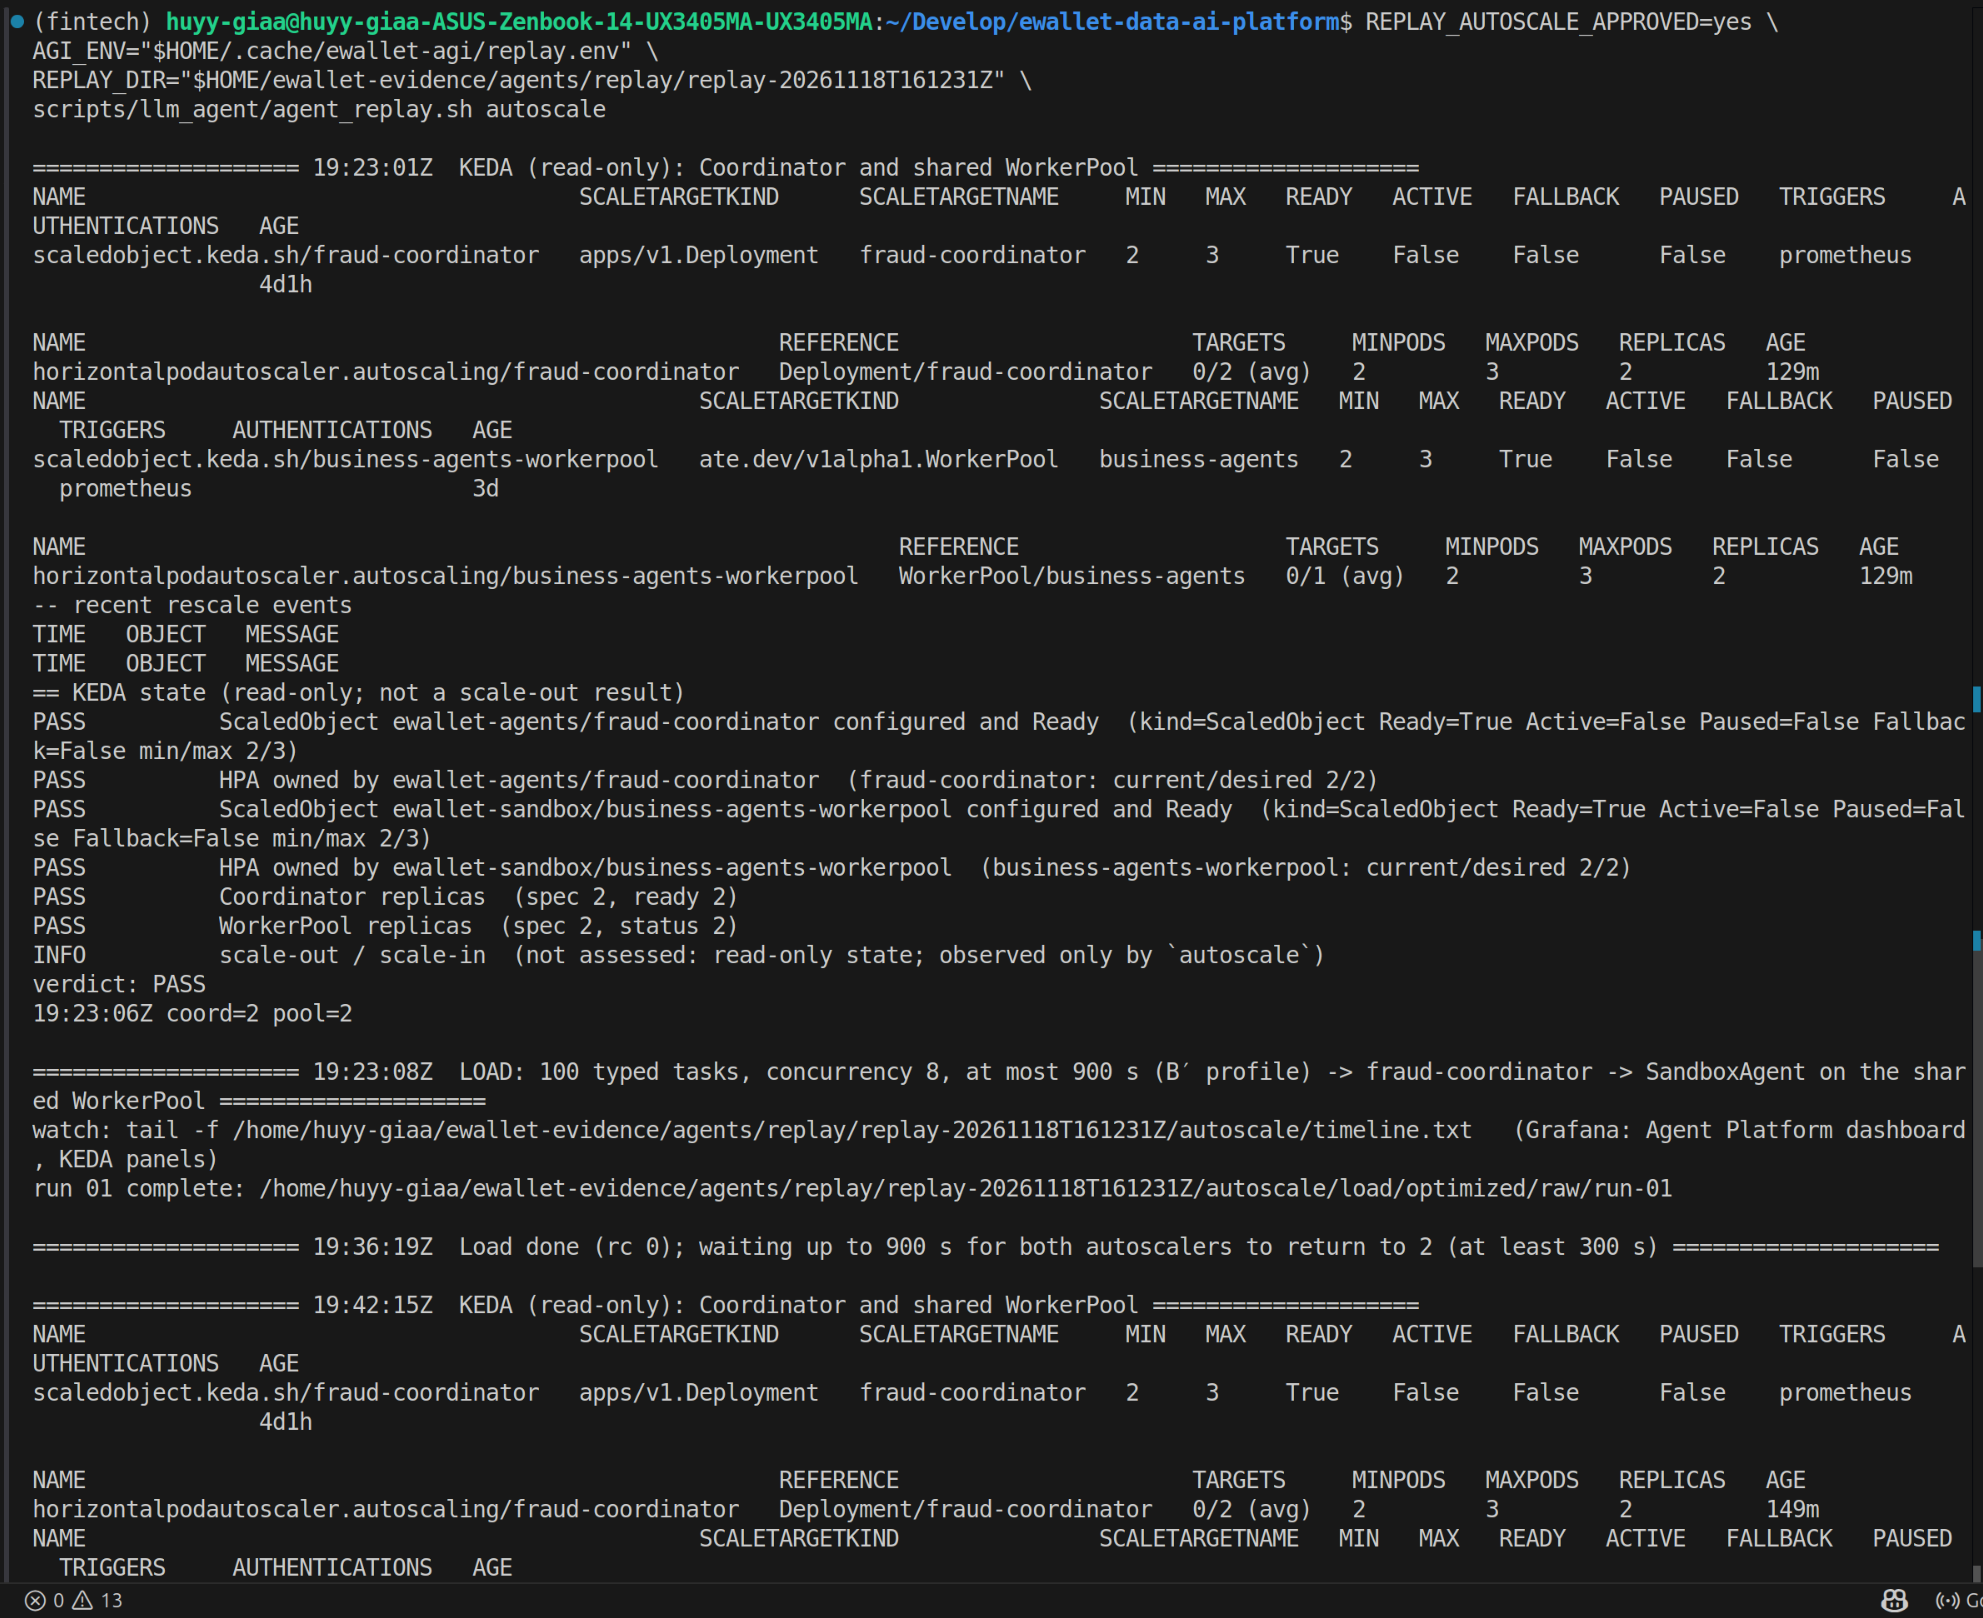 (fintech) huyy-giaa@huyy-giaa-ASUS-Zenbook-14-UX3405MA-UX3405MA:~/Develop/ewallet-data-ai-platform$ REPLAY_AUTOSCALE_APPROVED=yes \
AGI_ENV="$HOME/.cache/ewallet-agi/replay.env" \
REPLAY_DIR="$HOME/ewallet-evidence/agents/replay/replay-20261118T161231Z" \
scripts/llm_agent/agent_replay.sh autoscale
==================== 19:23:01Z  KEDA (read-only): Coordinator and shared WorkerPool ====================
NAME                                     SCALETARGETKIND      SCALETARGETNAME     MIN   MAX   READY   ACTIVE   FALLBACK   PAUSED   TRIGGERS     A
UTHENTICATIONS   AGE
scaledobject.keda.sh/fraud-coordinator   apps/v1.Deployment   fraud-coordinator   2     3     True    False    False      False    prometheus
                 4d1h
NAME                                                    REFERENCE                      TARGETS     MINPODS   MAXPODS   REPLICAS   AGE
horizontalpodautoscaler.autoscaling/fraud-coordinator   Deployment/fraud-coordinator   0/2 (avg)   2         3         2          129m
NAME                                              SCALETARGETKIND               SCALETARGETNAME   MIN   MAX   READY   ACTIVE   FALLBACK   PAUSED
  TRIGGERS     AUTHENTICATIONS   AGE
scaledobject.keda.sh/business-agents-workerpool   ate.dev/v1alpha1.WorkerPool   business-agents   2     3     True    False    False      False
  prometheus                     3d
NAME                                                             REFERENCE                    TARGETS     MINPODS   MAXPODS   REPLICAS   AGE
horizontalpodautoscaler.autoscaling/business-agents-workerpool   WorkerPool/business-agents   0/1 (avg)   2         3         2          129m
-- recent rescale events
TIME   OBJECT   MESSAGE
TIME   OBJECT   MESSAGE
== KEDA state (read-only; not a scale-out result)
PASS          ScaledObject ewallet-agents/fraud-coordinator configured and Ready  (kind=ScaledObject Ready=True Active=False Paused=False Fallbac
k=False min/max 2/3)
PASS          HPA owned by ewallet-agents/fraud-coordinator  (fraud-coordinator: current/desired 2/2)
PASS          ScaledObject ewallet-sandbox/business-agents-workerpool configured and Ready  (kind=ScaledObject Ready=True Active=False Paused=Fal
se Fallback=False min/max 2/3)
PASS          HPA owned by ewallet-sandbox/business-agents-workerpool  (business-agents-workerpool: current/desired 2/2)
PASS          Coordinator replicas  (spec 2, ready 2)
PASS          WorkerPool replicas  (spec 2, status 2)
INFO          scale-out / scale-in  (not assessed: read-only state; observed only by `autoscale`)
verdict: PASS
19:23:06Z coord=2 pool=2
==================== 19:23:08Z  LOAD: 100 typed tasks, concurrency 8, at most 900 s (B′ profile) -> fraud-coordinator -> SandboxAgent on the shar
ed WorkerPool ====================
watch: tail -f /home/huyy-giaa/ewallet-evidence/agents/replay/replay-20261118T161231Z/autoscale/timeline.txt   (Grafana: Agent Platform dashboard
, KEDA panels)
run 01 complete: /home/huyy-giaa/ewallet-evidence/agents/replay/replay-20261118T161231Z/autoscale/load/optimized/raw/run-01
==================== 19:36:19Z  Load done (rc 0); waiting up to 900 s for both autoscalers to return to 2 (at least 300 s) ====================
==================== 19:42:15Z  KEDA (read-only): Coordinator and shared WorkerPool ====================
NAME                                     SCALETARGETKIND      SCALETARGETNAME     MIN   MAX   READY   ACTIVE   FALLBACK   PAUSED   TRIGGERS     A
UTHENTICATIONS   AGE
scaledobject.keda.sh/fraud-coordinator   apps/v1.Deployment   fraud-coordinator   2     3     True    False    False      False    prometheus
                 4d1h
NAME                                                    REFERENCE                      TARGETS     MINPODS   MAXPODS   REPLICAS   AGE
horizontalpodautoscaler.autoscaling/fraud-coordinator   Deployment/fraud-coordinator   0/2 (avg)   2         3         2          149m
NAME                                              SCALETARGETKIND               SCALETARGETNAME   MIN   MAX   READY   ACTIVE   FALLBACK   PAUSED
  TRIGGERS     AUTHENTICATIONS   AGE
0 13